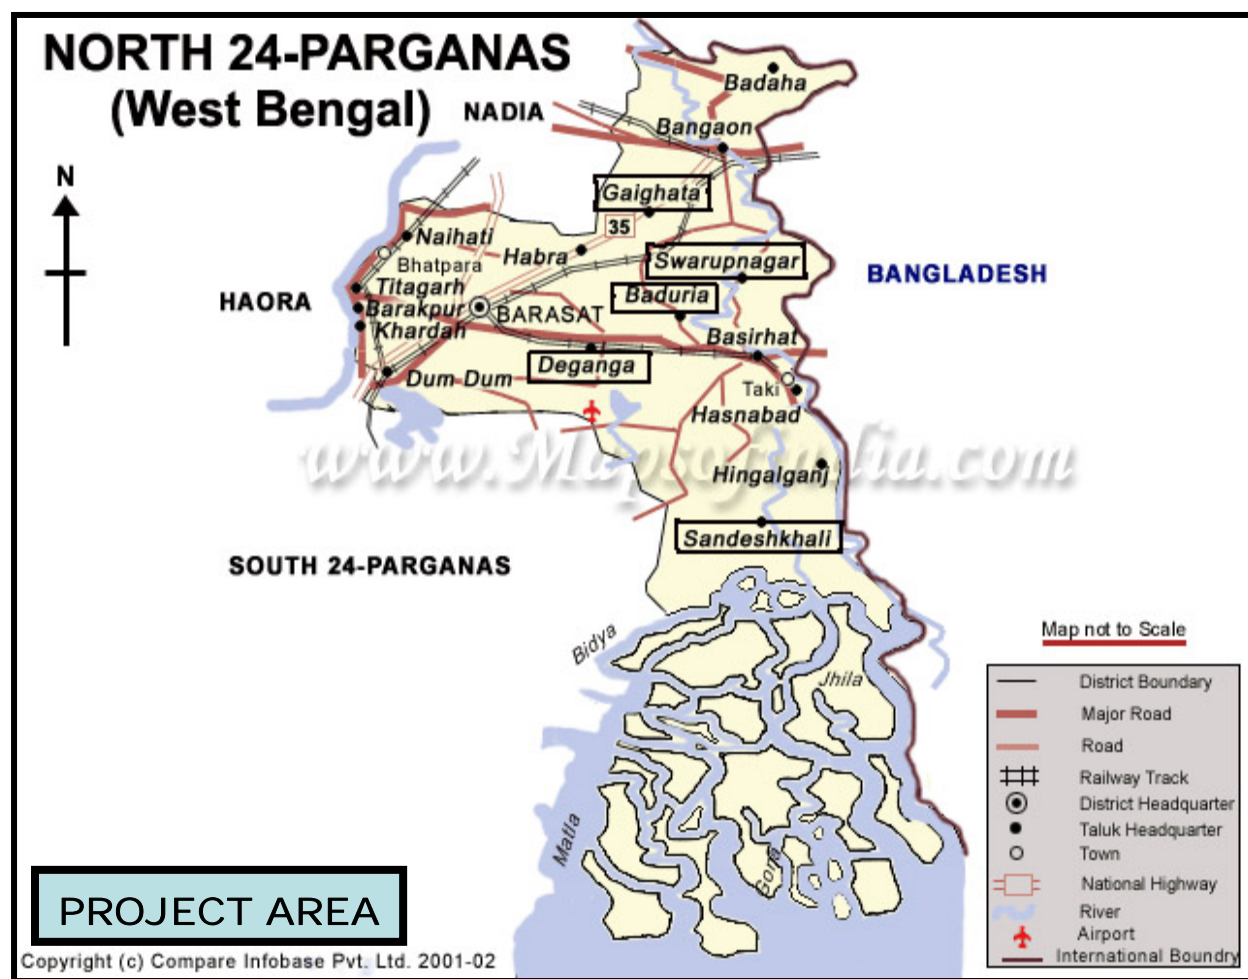 NORTH 24-PARGANAS
(West Bengal)
NADIA
Badaha
Bangaon
N
Gaighata
35
Naihati
Habra
Bhatpara
Swarupnagar
BANGLADESH
Titagarh
HAORA
Barakpur
BARASAT
Baduria
Khardah
Basirhat
Deganga
Dum Dum
Taki
Hasnabad
www.Mapsofindia.com
Hingalganj
Sandeshkhali
SOUTH 24-PARGANAS
Bidya
Jhila
Matla
Gona
Map not to Scale
District Boundary
Major Road
Road
Railway Track
District Headquarter
Taluk Headquarter
Town
National Highway
River
Airport
International Boundry
PROJECT AREA
Copyright (c) Compare Infobase Pvt. Ltd. 2001-02